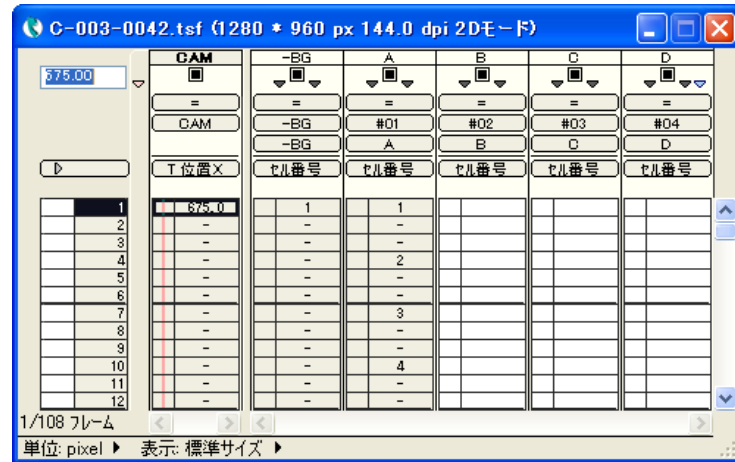 C-003-0042.tsf (1280 * 960 px 144.0 dpi 2Dモード)
CAM -BG A B C D
675.00
= = = = = =
CAM -BG #01 #02 #03 #04
-BG A B C D
T 位置X セル番号 セル番号 セル番号 セル番号 セル番号
1 675.0 1 1
2 - - -
3 - - -
4 - - 2
5 - - -
6 - - -
7 - - 3
8 - - -
9 - - -
10 - - 4
11 - - -
12 - - -
1/108 フレーム
単位: pixel 表示: 標準サイズ